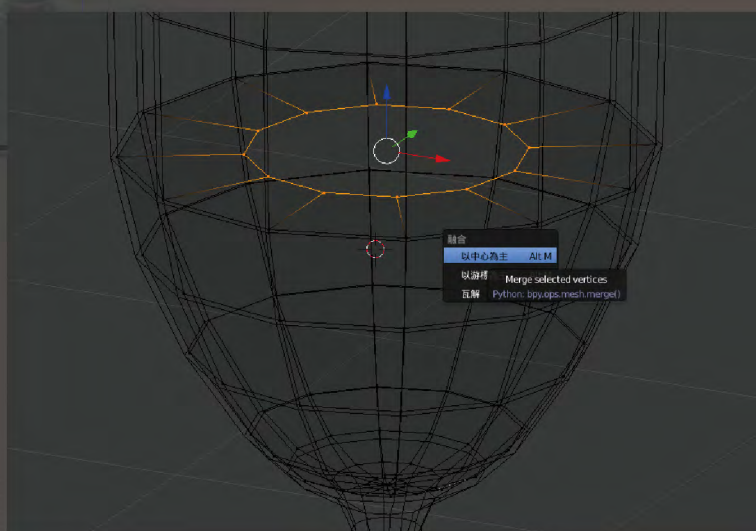 融合
以中心為主 Alt M
以游標
瓦解
Merge selected vertices
Python: bpy.ops.mesh.merge()